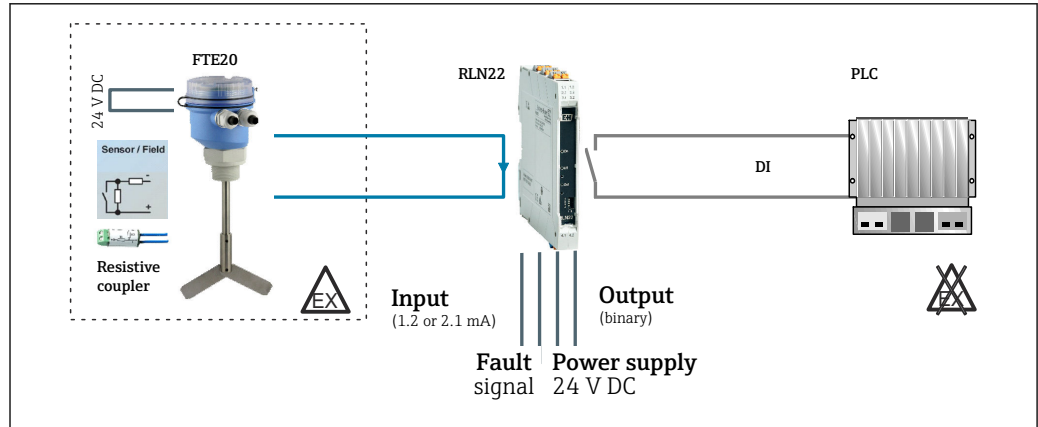 FTE20
RLN22
PLC
24 V DC
Sensor / Field
-
+
DI
Resistive
coupler
EX
Input
(1.2 or 2.1 mA)
Output
(binary)
EX
Fault
signal
Power supply
24 V DC
E+H
RLN22